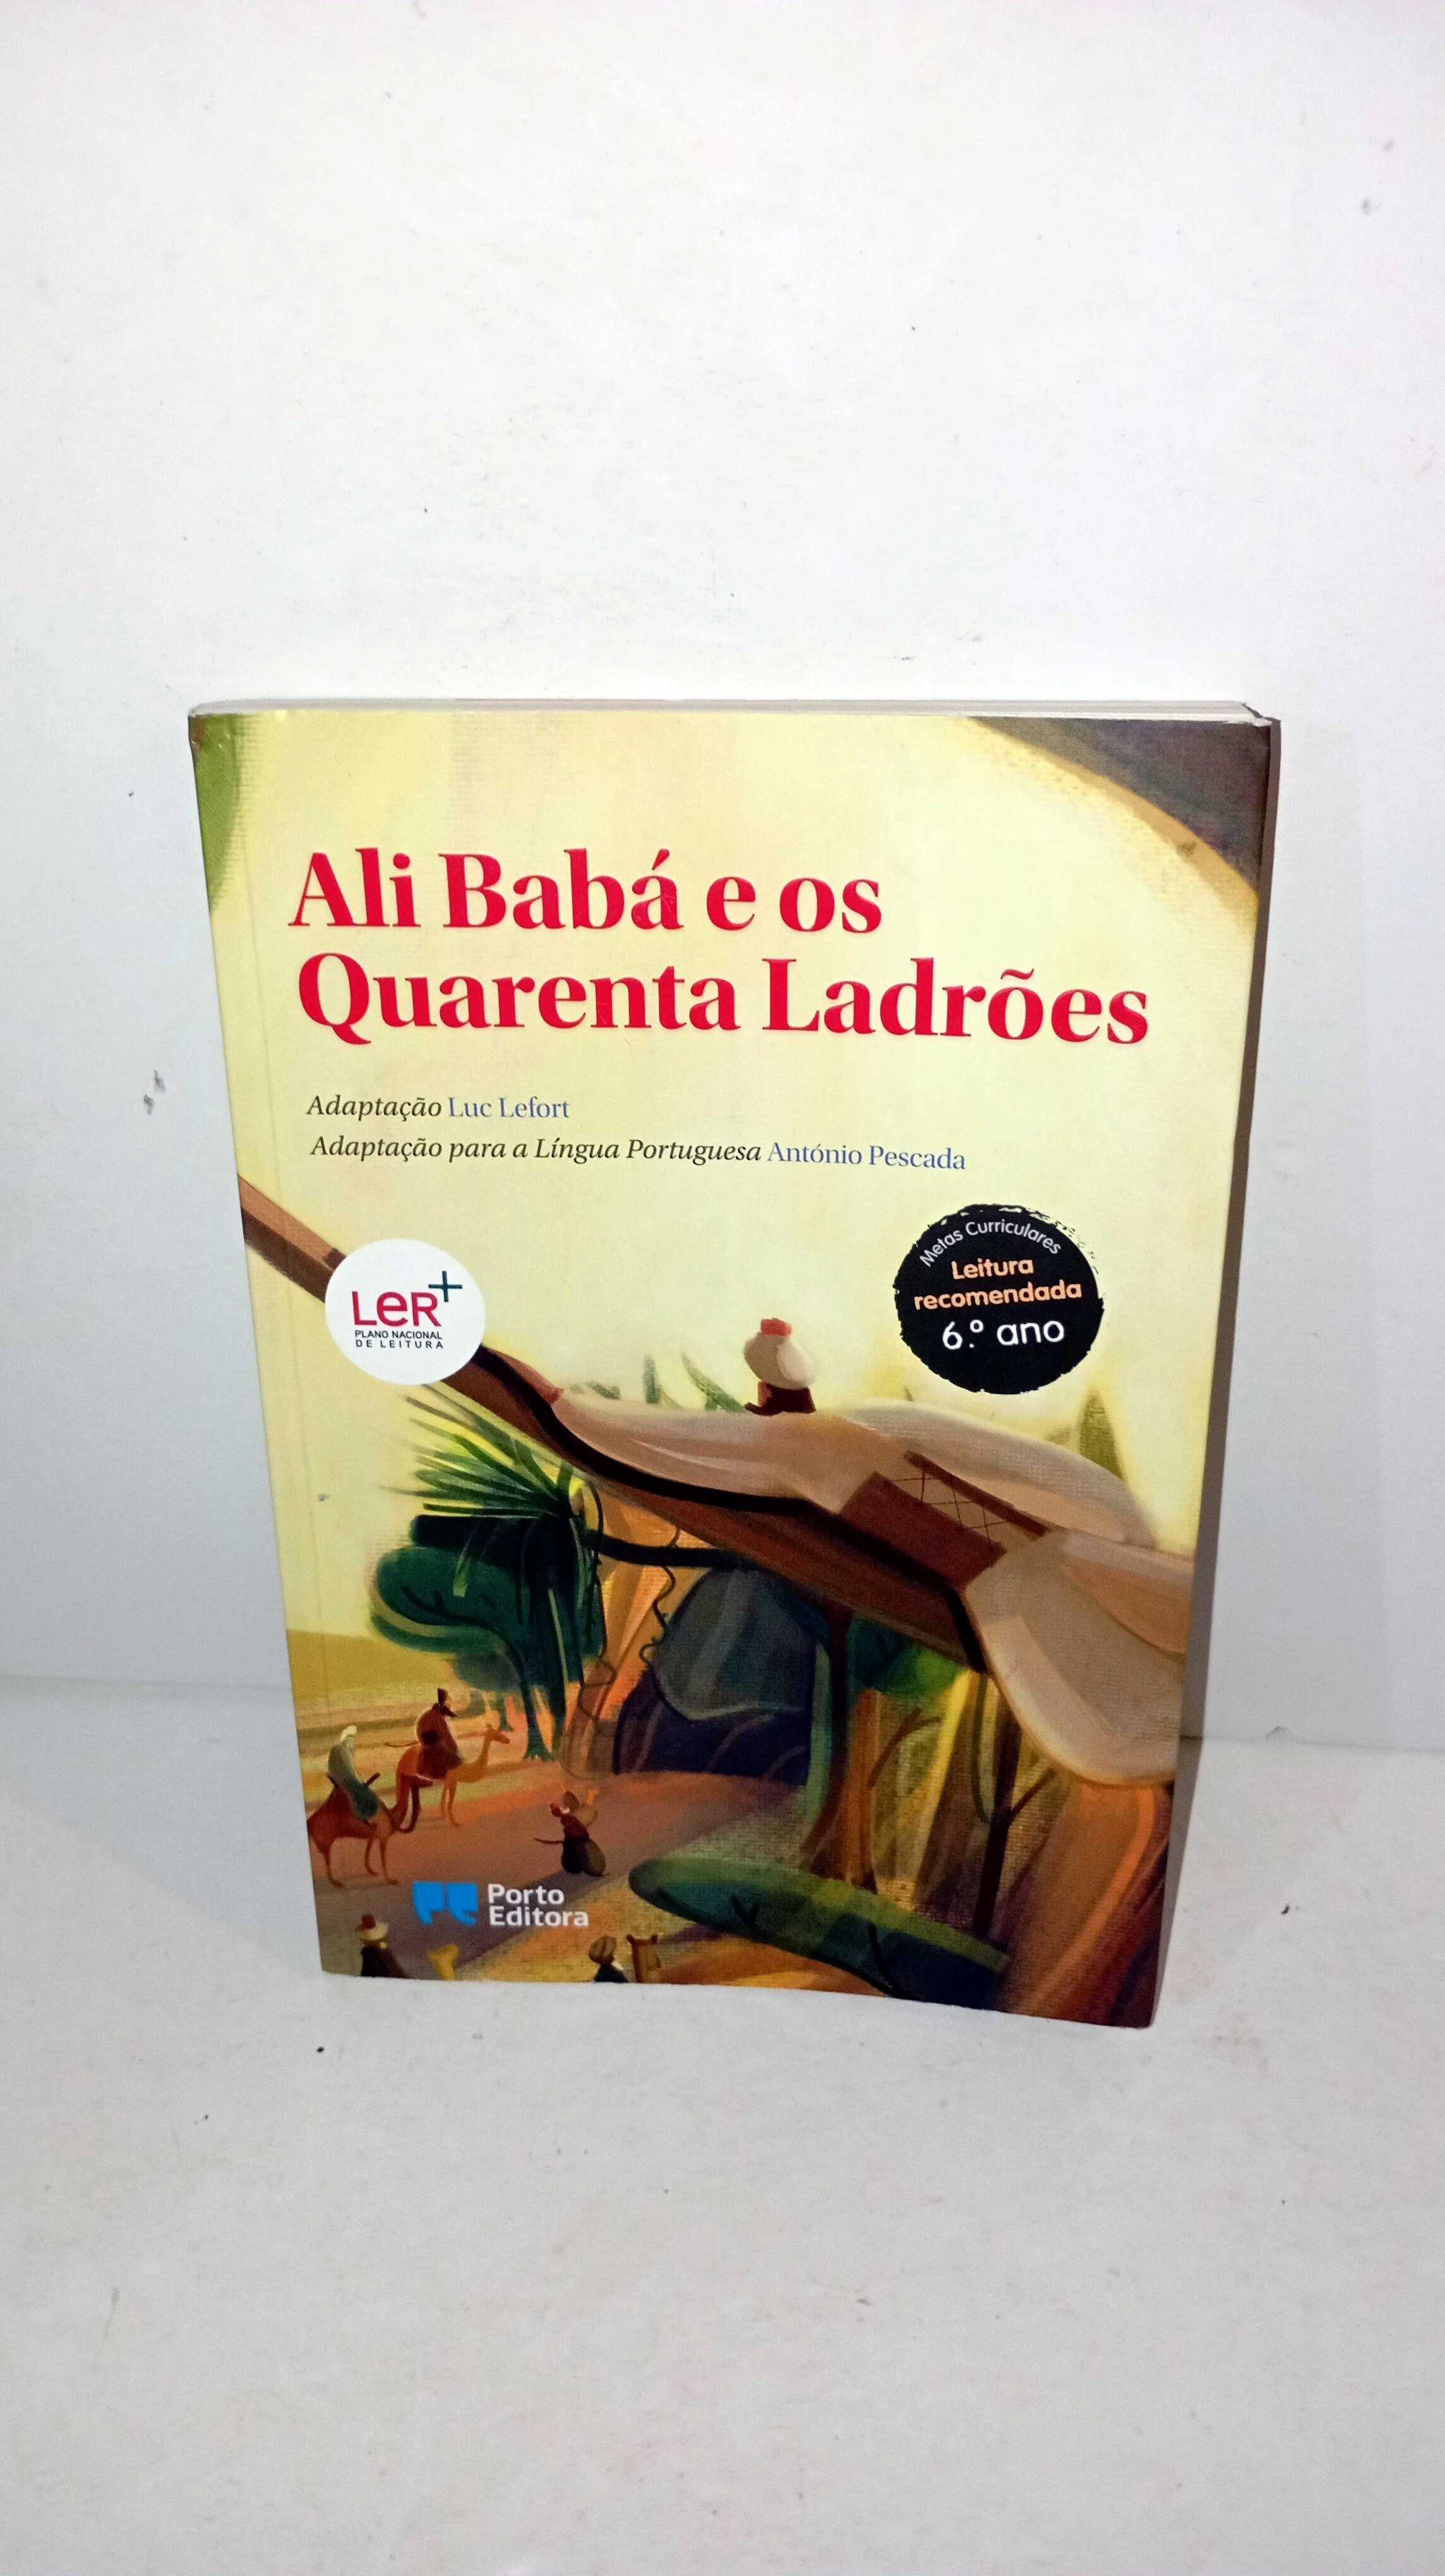 Ali Babá e os
Quarenta Ladrões
Adaptação Luc Lefort
Adaptação para a Língua Portuguesa António Pescada
LeR+
PLANO NACIONAL
DE LEITURA
Metas Curriculares
Leitura
recomendada
6.º ano
Porto
Editora